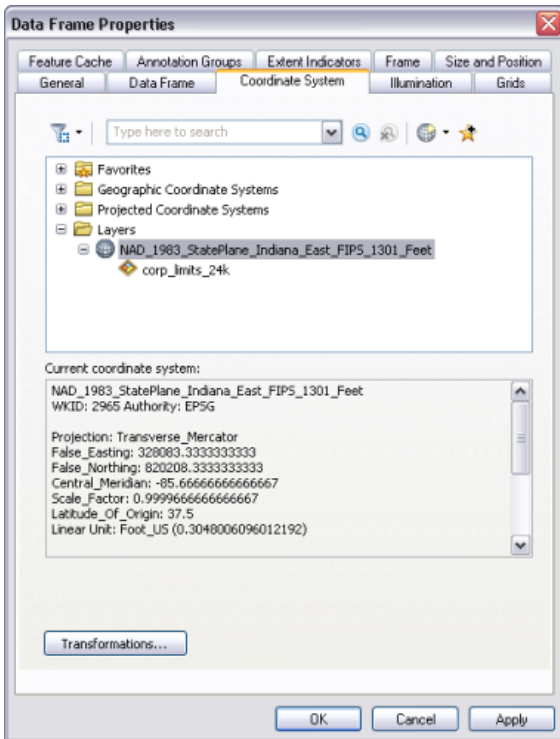 Data Frame Properties
Feature Cache Annotation Groups Extent Indicators Frame Size and Position
General Data Frame Coordinate System Illumination Grids
Type here to search
Favorites
Geographic Coordinate Systems
Projected Coordinate Systems
Layers
NAD_1983_StatePlane_Indiana_East_FIPS_1301_Feet
corp_limits_24k
Current coordinate system:
NAD_1983_StatePlane_Indiana_East_FIPS_1301_Feet
WKID: 2965 Authority: EPSG
Projection: Transverse_Mercator
False_Easting: 328083.3333333333
False_Northing: 820208.3333333333
Central_Meridian: -85.66666666666667
Scale_Factor: 0.9999666666666667
Latitude_Of_Origin: 37.5
Linear Unit: Foot_US (0.3048006096012192)
Transformations...
OK Cancel Apply